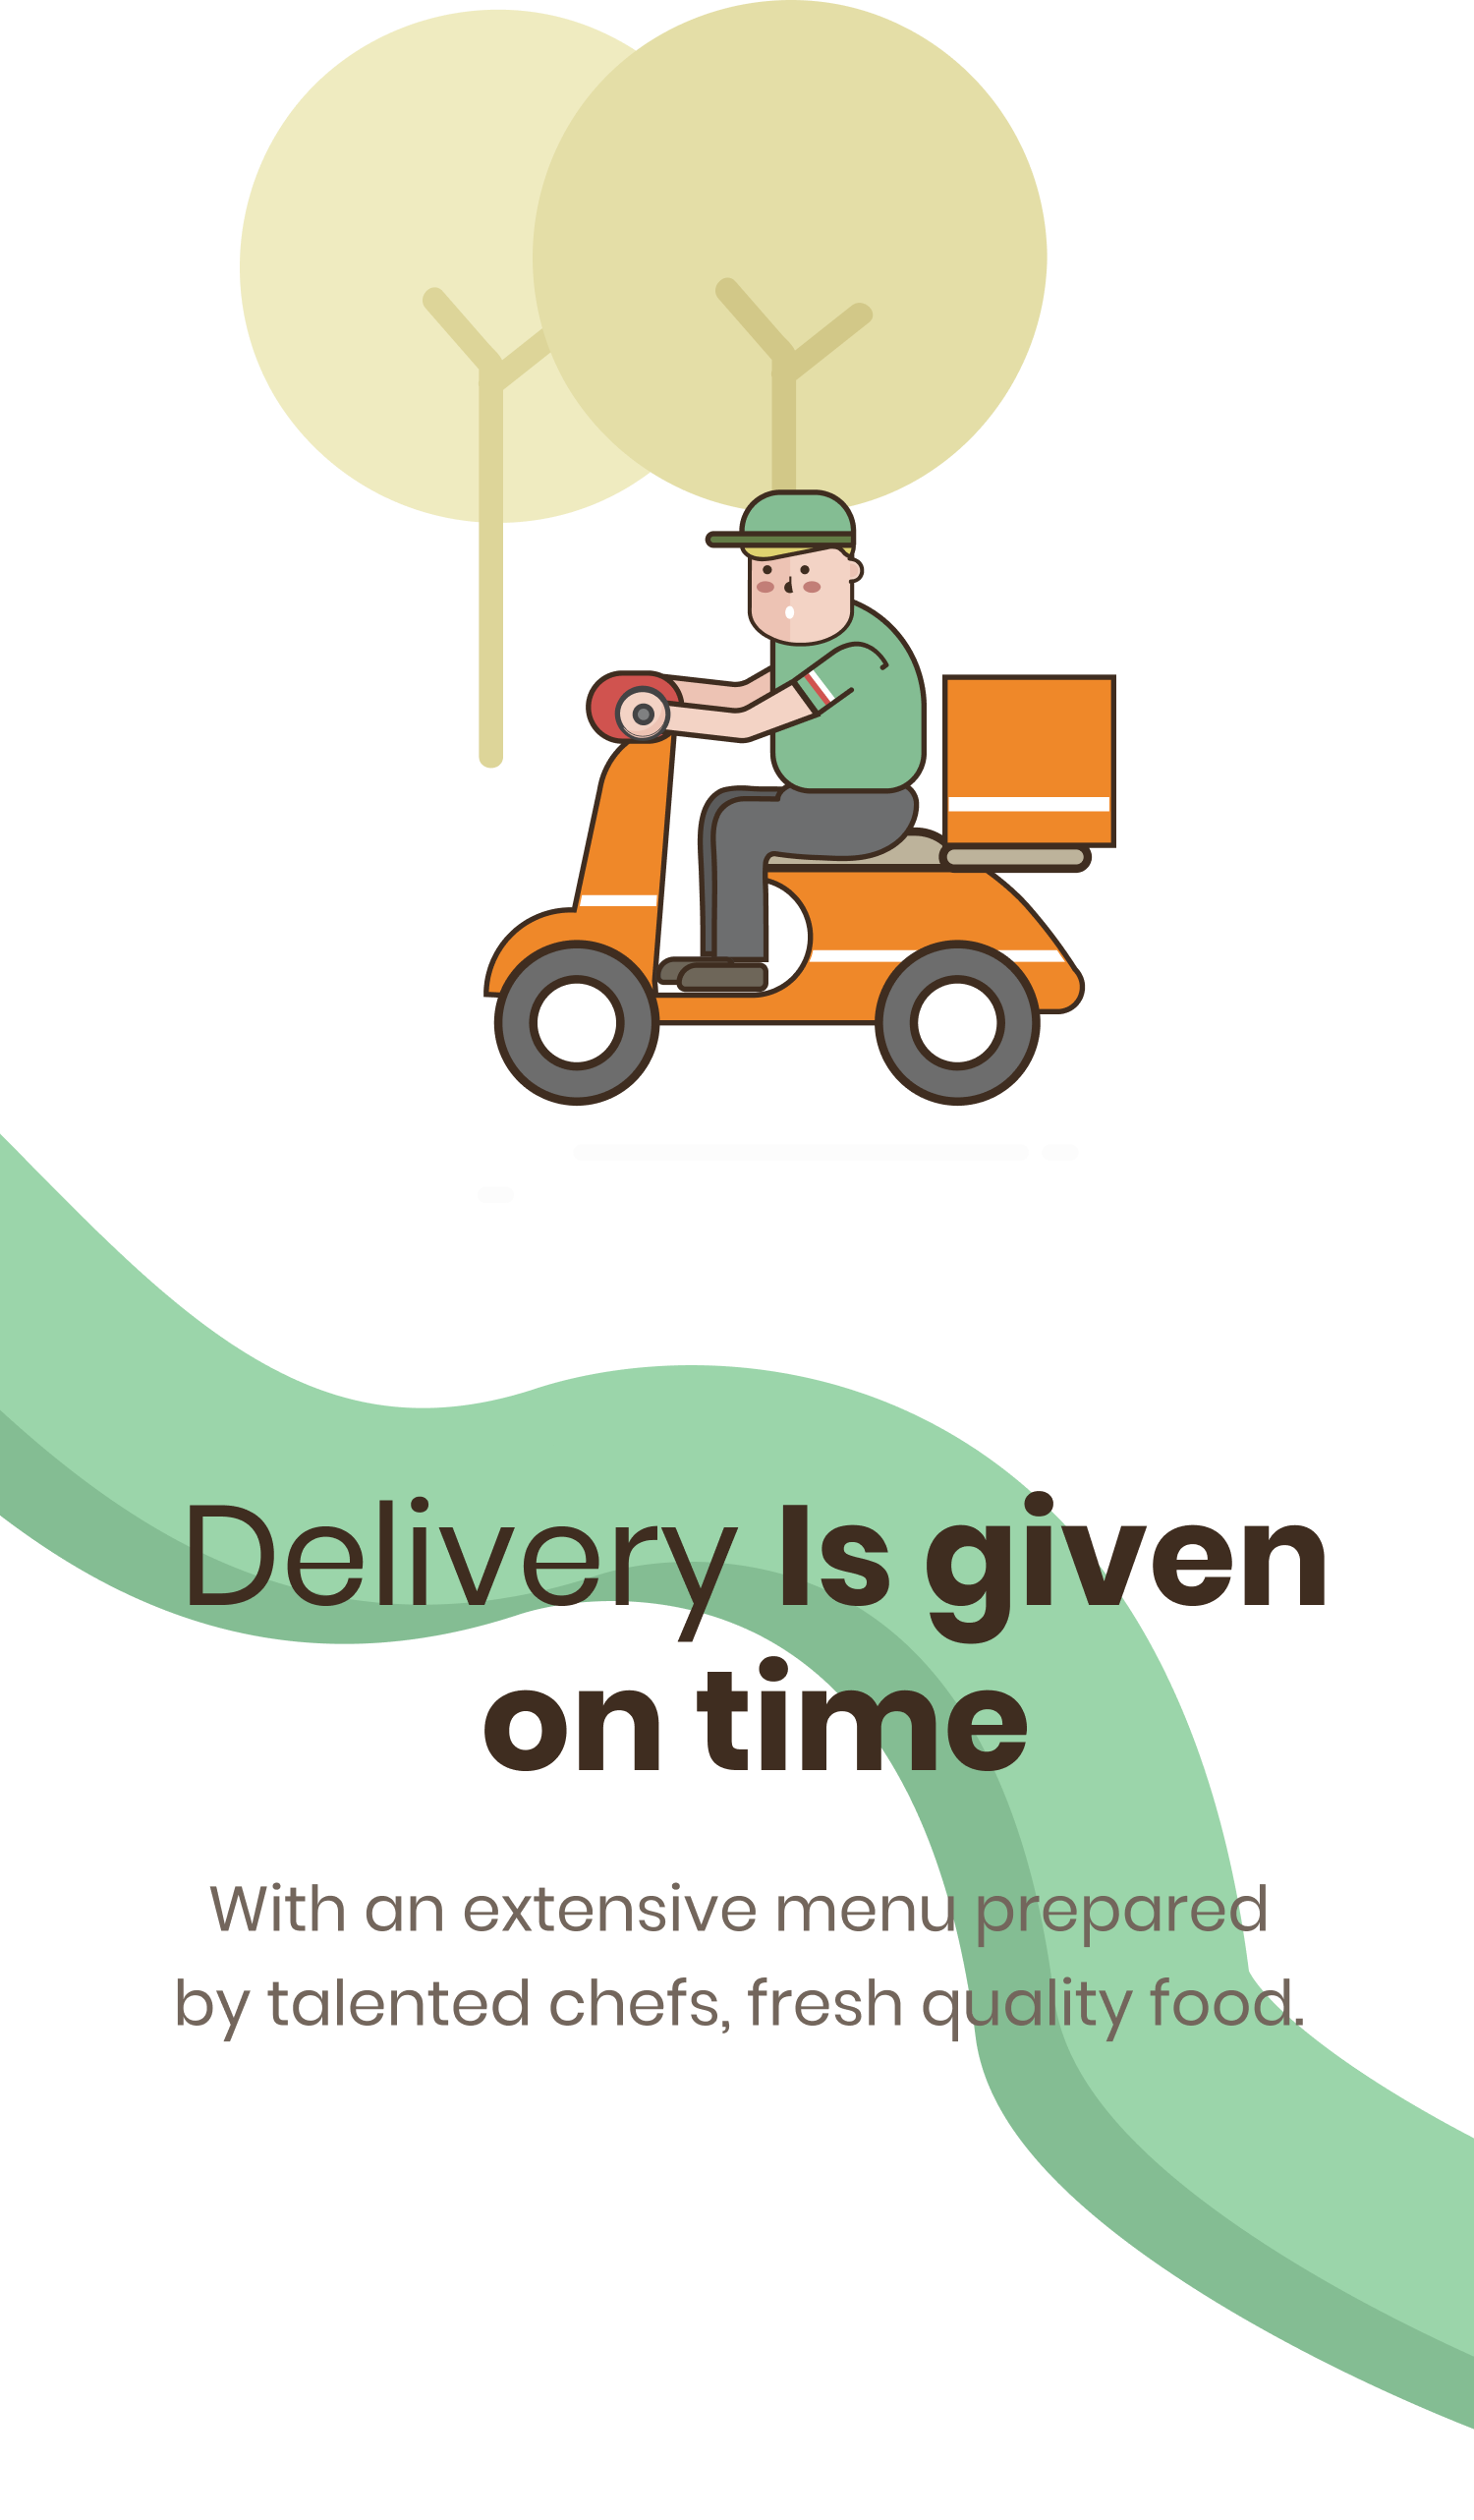 Delivery Is given
on time
With an extensive menu prepared
by talented chefs, fresh quality food.